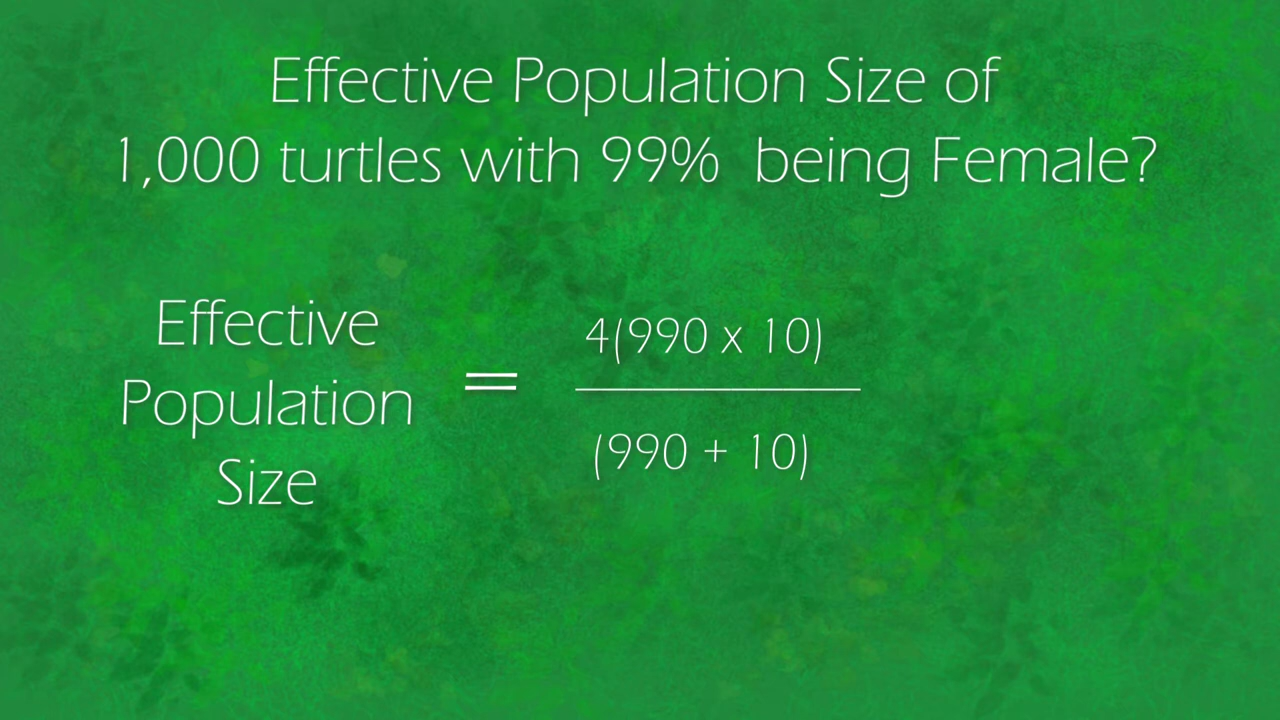 Effective Population Size of
1,000 turtles with 99% being Female?
Effective
Population
Size
=
4(990 x 10)
(990 + 10)